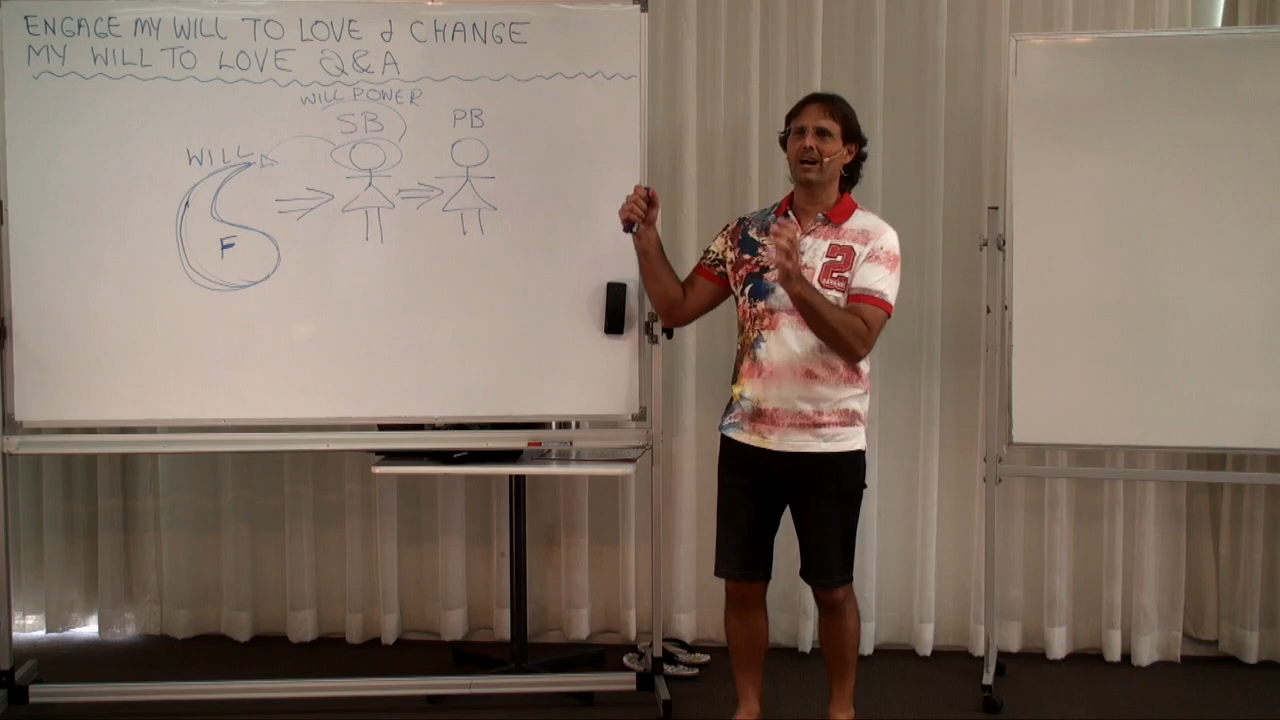 ENGAGE MY WILL TO LOVE & CHANGE
MY WILL TO LOVE Q&A
WILL POWER
SB
PB
WILL
F
2